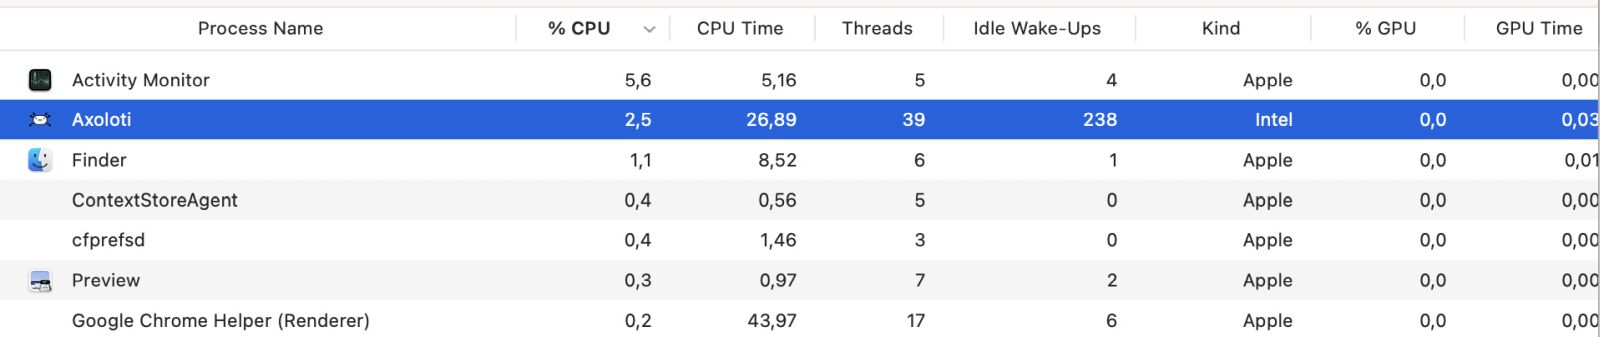 Process Name % CPU CPU Time Threads Idle Wake-Ups Kind % GPU GPU Time
Activity Monitor 5,6 5,16 5 4 Apple 0,0 0,00
Axoloti 2,5 26,89 39 238 Intel 0,0 0,03
Finder 1,1 8,52 6 1 Apple 0,0 0,01
ContextStoreAgent 0,4 0,56 5 0 Apple 0,0 0,00
cfprefsd 0,4 1,46 3 0 Apple 0,0 0,00
Preview 0,3 0,97 7 2 Apple 0,0 0,00
Google Chrome Helper (Renderer) 0,2 43,97 17 6 Apple 0,0 0,00